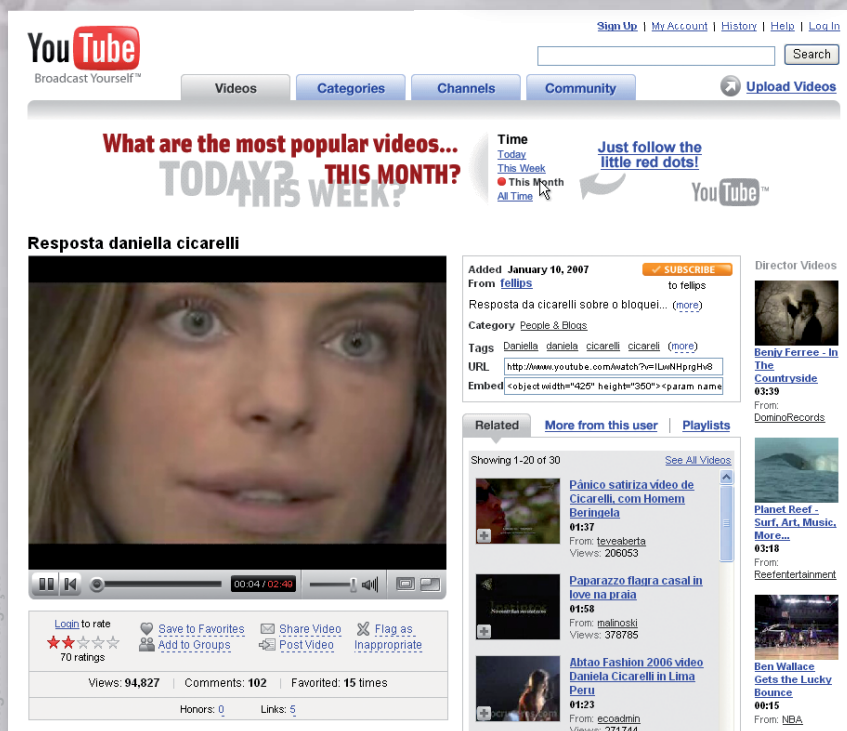 Sign Up | My Account | History | Help | Log In
YouTube
Broadcast Yourself™
Search
Videos
Categories
Channels
Community
Upload Videos
What are the most popular videos...
TODAY?
THIS WEEK?
THIS MONTH?
Time
Today
This Week
This Month
All Time
Just follow the
little red dots!
YouTube™
Resposta daniella cicarelli
00:04 / 02:49
Login to rate
70 ratings
Save to Favorites
Add to Groups
Share Video
Post Video
Flag as
Inappropriate
Views: 94,827 | Comments: 102 | Favorited: 15 times
Honors: 0 Links: 5
Added January 10, 2007
From fellips
SUBSCRIBE
to fellips
Resposta da cicarelli sobre o bloquei... (more)
Category People & Blogs
Tags Daniella daniela cicarelli cicareli (more)
URL http://www.youtube.com/watch?v=ILwNHprgHv8
Embed <object width="425" height="350"><param name
Related
More from this user | Playlists
Showing 1-20 of 30
See All Videos
Pânico satiriza vídeo de
Cicarelli, com Homem
Beringela
01:37
From: teveaberta
Views: 206053
Paparazzo flagra casal in
love na praia
01:58
From: malinoski
Views: 378785
Abtao Fashion 2006 video
Daniela Cicarelli in Lima
Peru
01:23
From: ecoadmin
Views: 271744
Director Videos
Benjy Ferree - In
The
Countryside
03:39
From:
DominoRecords
Planet Reef -
Surf, Art, Music,
More...
03:18
From:
Reefentertainment
Ben Wallace
Gets the Lucky
Bounce
00:15
From: NBA